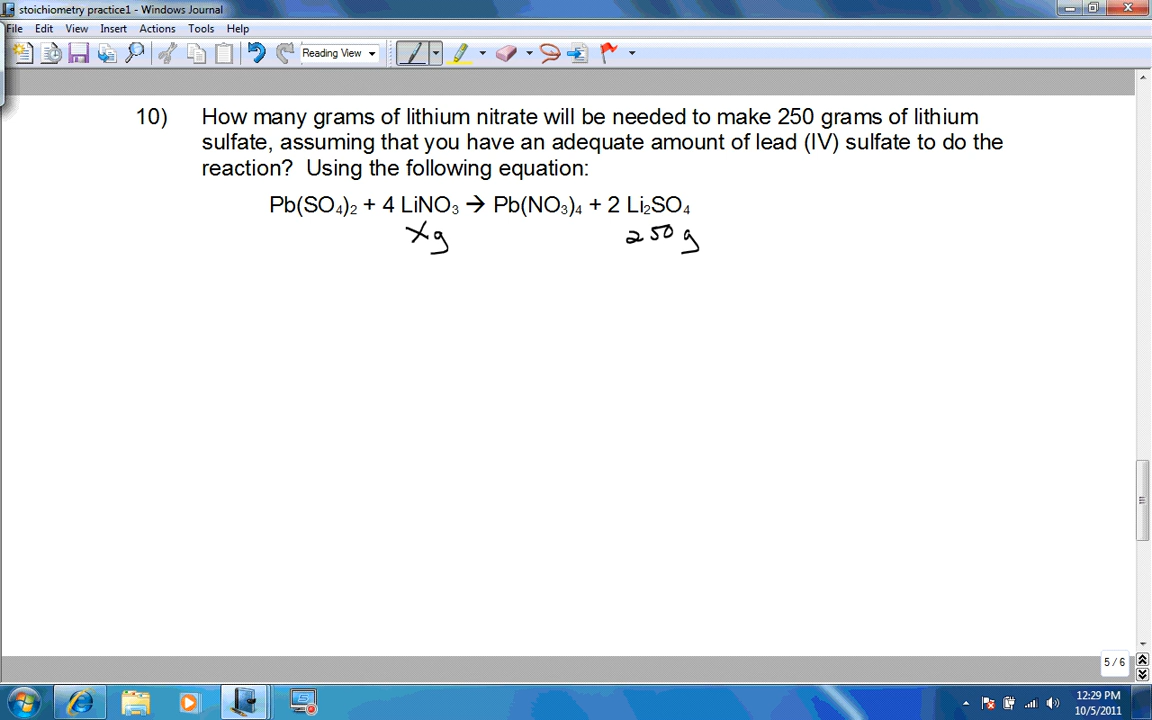 stoichiometry practice1 - Windows Journal
File Edit View Insert Actions Tools Help
Reading View
10) How many grams of lithium nitrate will be needed to make 250 grams of lithium
sulfate, assuming that you have an adequate amount of lead (IV) sulfate to do the
reaction? Using the following equation:
Pb(SO₄)₂ + 4 LiNO₃ → Pb(NO₃)₄ + 2 Li₂SO₄
X g 250 g
5 / 6
12:29 PM
10/5/2011